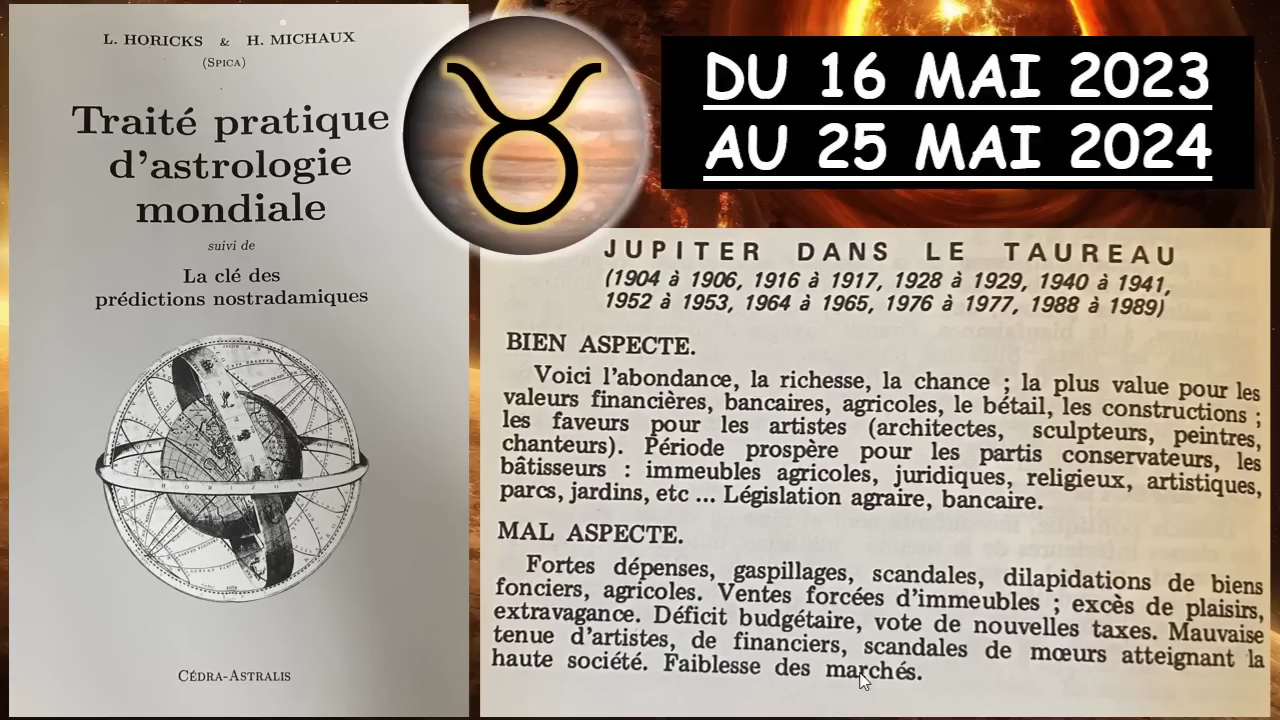 L. HORICKS & H. MICHAUX
(SPICA)
Traité pratique
d'astrologie
mondiale
suivi de
La clé des
prédictions nostradamiques
HORIZON
CÉDRA-ASTRALIS
DU 16 MAI 2023
AU 25 MAI 2024
JUPITER DANS LE TAUREAU
(1904 à 1906, 1916 à 1917, 1928 à 1929, 1940 à 1941,
1952 à 1953, 1964 à 1965, 1976 à 1977, 1988 à 1989)
BIEN ASPECTE.
Voici l'abondance, la richesse, la chance ; la plus value pour les
valeurs financières, bancaires, agricoles, le bétail, les constructions ;
les faveurs pour les artistes (architectes, sculpteurs, peintres,
chanteurs). Période prospère pour les partis conservateurs, les
bâtisseurs : immeubles agricoles, juridiques, religieux, artistiques,
parcs, jardins, etc ... Législation agraire, bancaire.
MAL ASPECTE.
Fortes dépenses, gaspillages, scandales, dilapidations de biens
fonciers, agricoles. Ventes forcées d'immeubles ; excès de plaisirs,
extravagance. Déficit budgétaire, vote de nouvelles taxes. Mauvaise
tenue d'artistes, de financiers, scandales de mœurs atteignant la
haute société. Faiblesse des marchés.